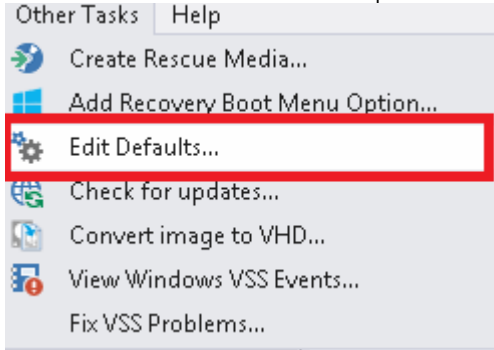 Other Tasks Help
Create Rescue Media...
Add Recovery Boot Menu Option...
Edit Defaults...
Check for updates...
Convert image to VHD...
View Windows VSS Events...
Fix VSS Problems...